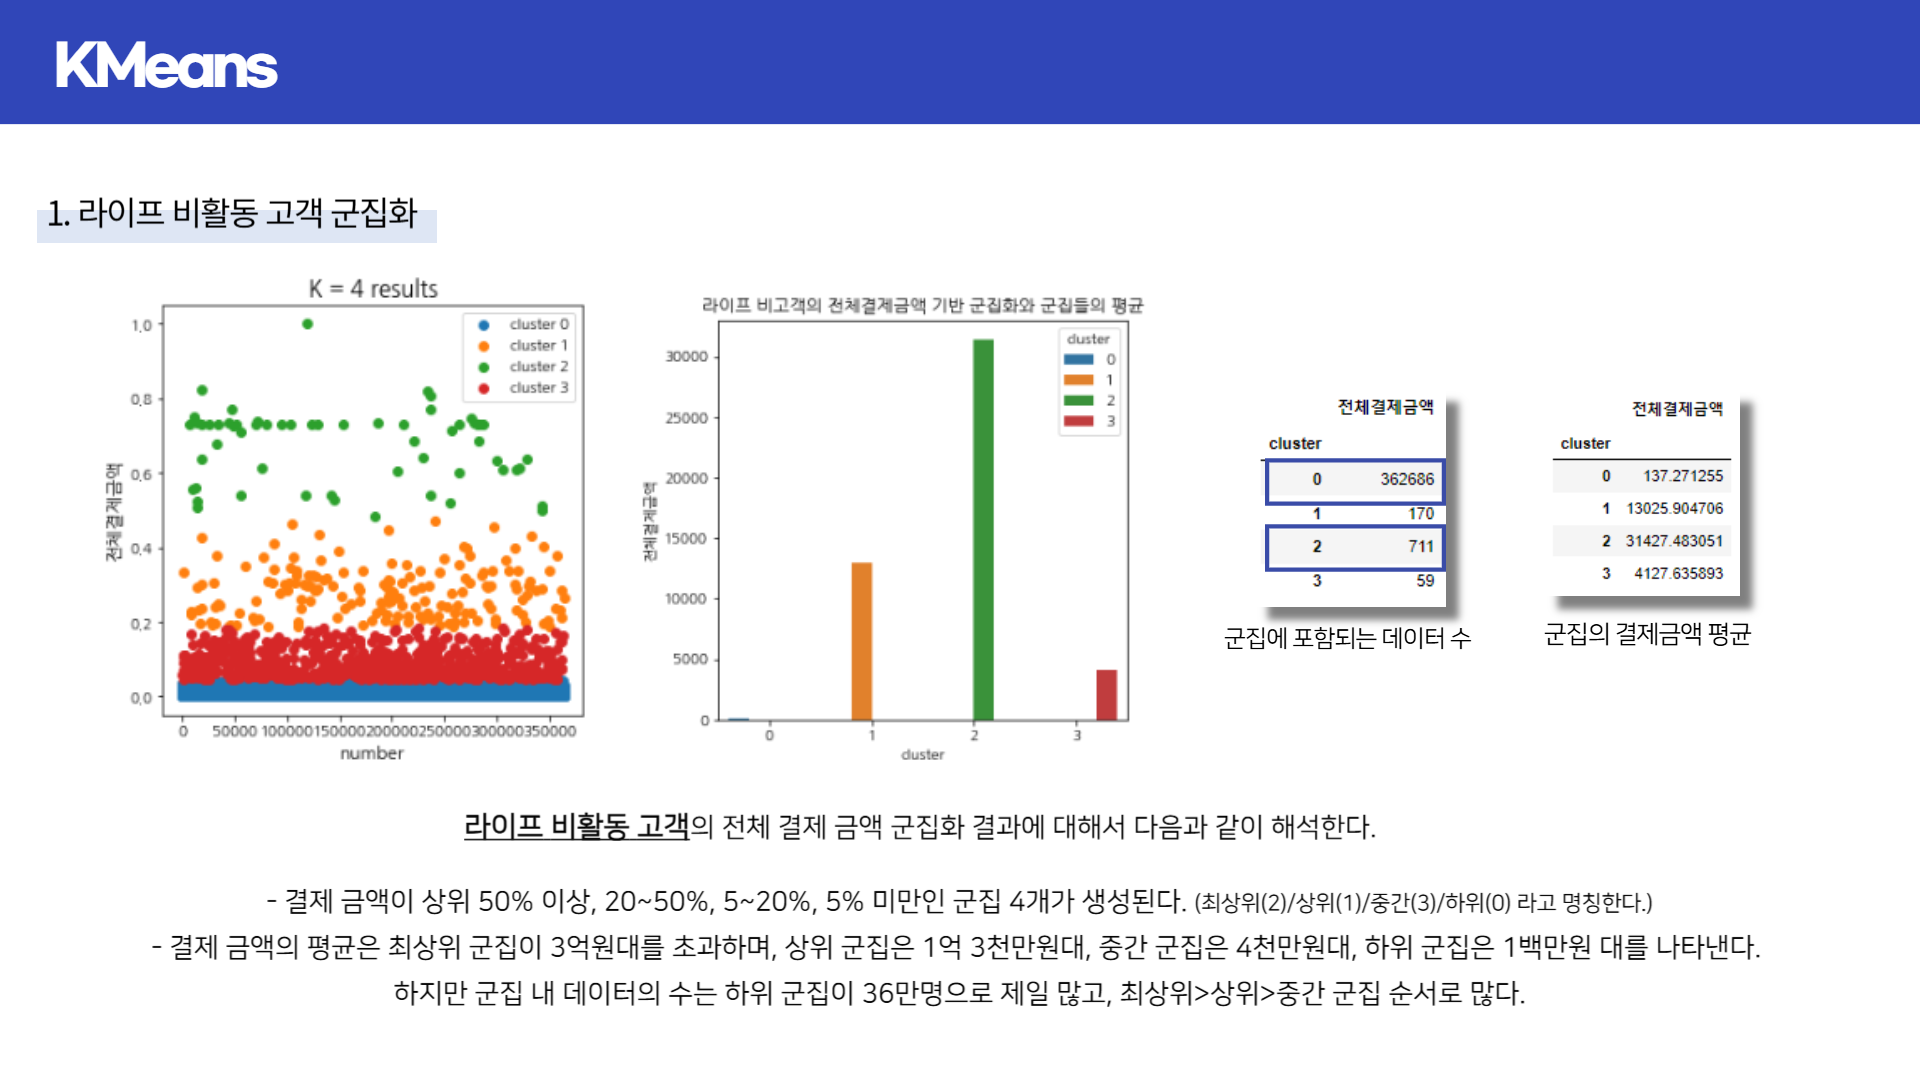 KMeans
1. 라이프 비활동 고객 군집화
K = 4 results
전체결제금액
1.0
0.8
0.6
0.4
0.2
0.0
cluster 0
cluster 1
cluster 2
cluster 3
0 50000 100000 150000 200000 250000 300000 350000
number
라이프 비고객의 전체결제금액 기반 군집화와 군집들의 평균
전체결제금액
30000
25000
20000
15000
10000
5000
0
cluster
0
1
2
3
0 1 2 3
cluster
전체결제금액
cluster
0 362686
1 170
2 711
3 59
군집에 포함되는 데이터 수
전체결제금액
cluster
0 137.271255
1 13025.904706
2 31427.483051
3 4127.635893
군집의 결제금액 평균
라이프 비활동 고객의 전체 결제 금액 군집화 결과에 대해서 다음과 같이 해석한다.
- 결제 금액이 상위 50% 이상, 20~50%, 5~20%, 5% 미만인 군집 4개가 생성된다. (최상위(2)/상위(1)/중간(3)/하위(0) 라고 명칭한다.)
- 결제 금액의 평균은 최상위 군집이 3억원대를 초과하며, 상위 군집은 1억 3천만원대, 중간 군집은 4천만원대, 하위 군집은 1백만원 대를 나타낸다.
하지만 군집 내 데이터의 수는 하위 군집이 36만명으로 제일 많고, 최상위>상위>중간 군집 순서로 많다.